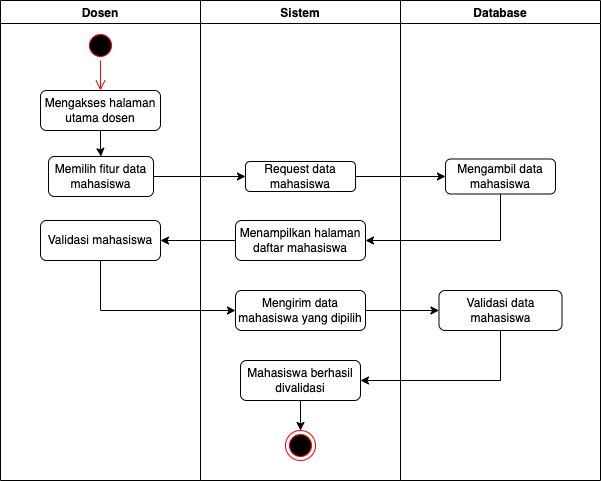 Dosen
Sistem
Database
Mengakses halaman
utama dosen
Memilih fitur data
mahasiswa
Request data
mahasiswa
Mengambil data
mahasiswa
Validasi mahasiswa
Menampilkan halaman
daftar mahasiswa
Mengirim data
mahasiswa yang dipilih
Validasi data
mahasiswa
Mahasiswa berhasil
divalidasi